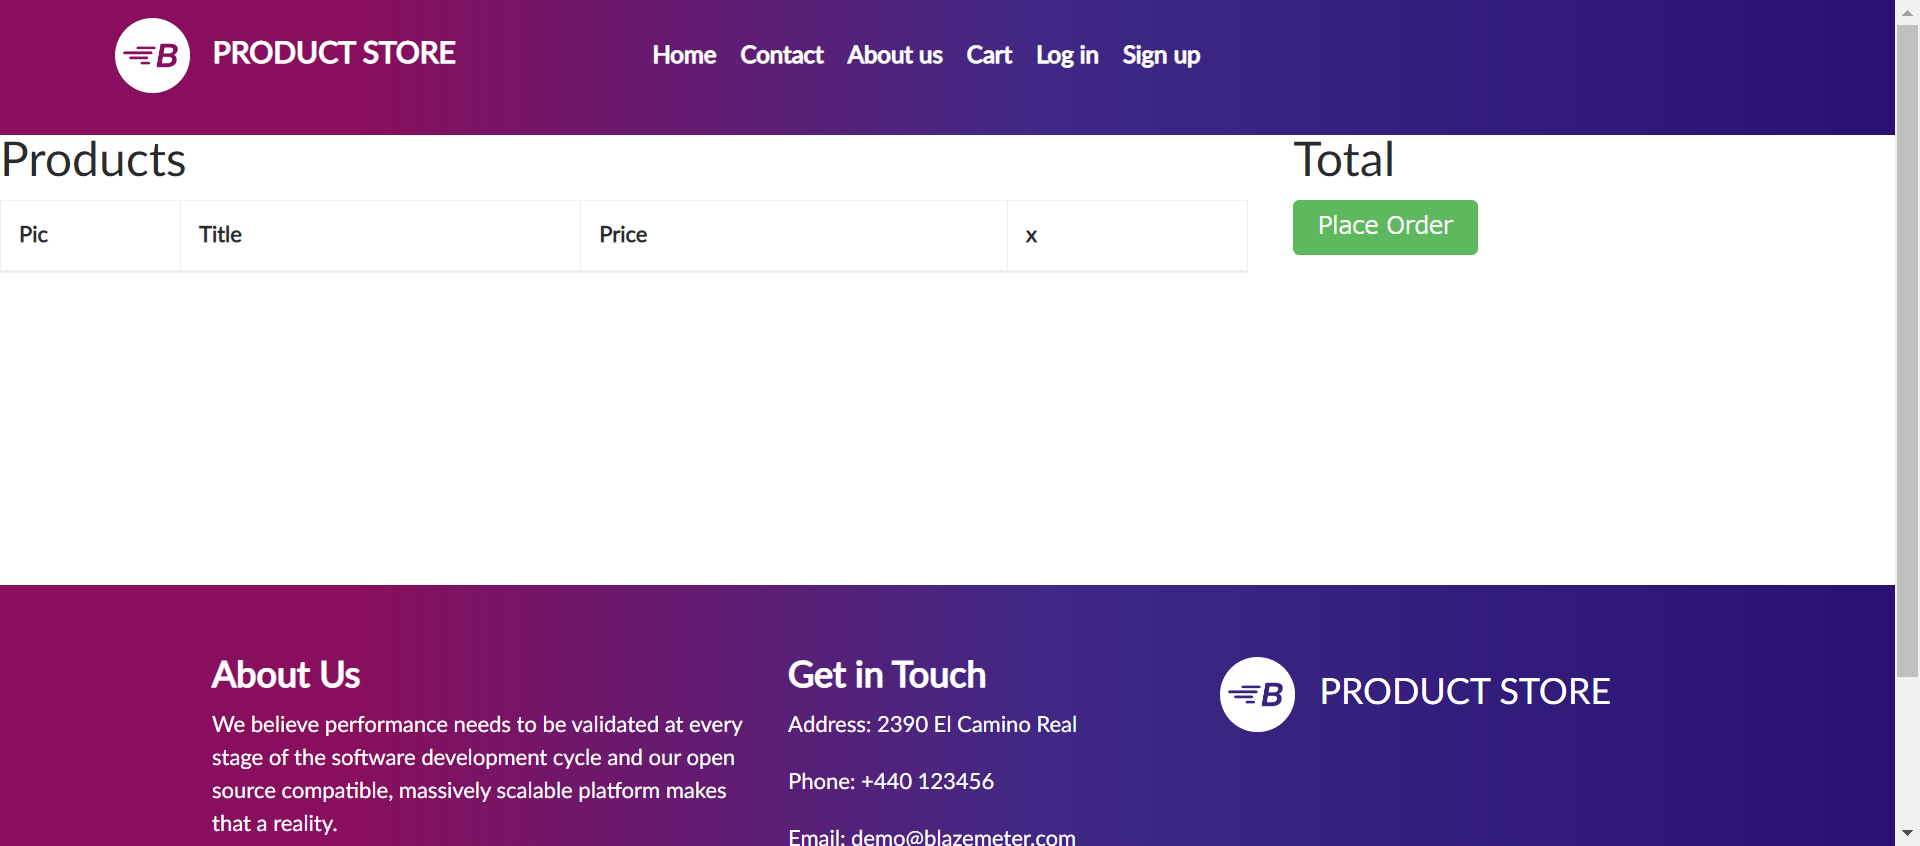 B PRODUCT STORE Home Contact About us Cart Log in Sign up
Products
Total
Pic Title Price x
Place Order
About Us
We believe performance needs to be validated at every
stage of the software development cycle and our open
source compatible, massively scalable platform makes
that a reality.
Get in Touch
Address: 2390 El Camino Real
Phone: +440 123456
Email: demo@blazemeter.com
B PRODUCT STORE